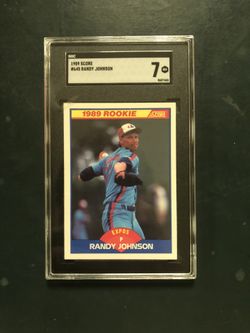 1989 SCORE
#645 RANDY JOHNSON
7
1989 ROOKIE
SCORE
EXPOS
P
RANDY JOHNSON